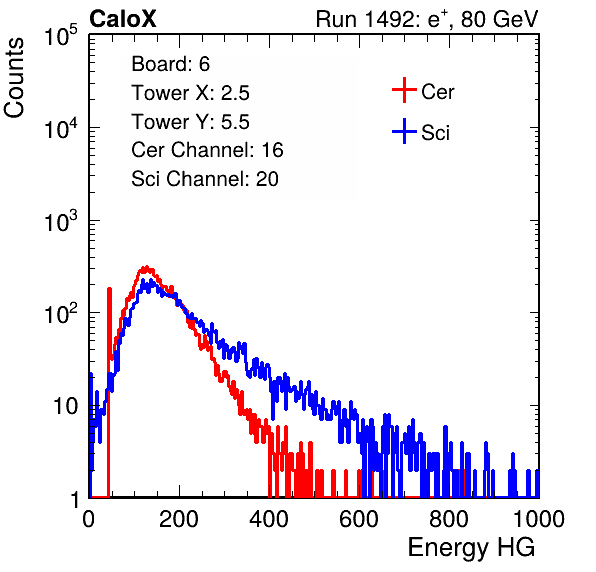 CaloX Run 1492: e⁺, 80 GeV
10⁵
Counts
Board: 6
Tower X: 2.5
Tower Y: 5.5
Cer Channel: 16
Sci Channel: 20
Cer
Sci
10⁴
10³
10²
10
1
0 200 400 600 800 1000
Energy HG